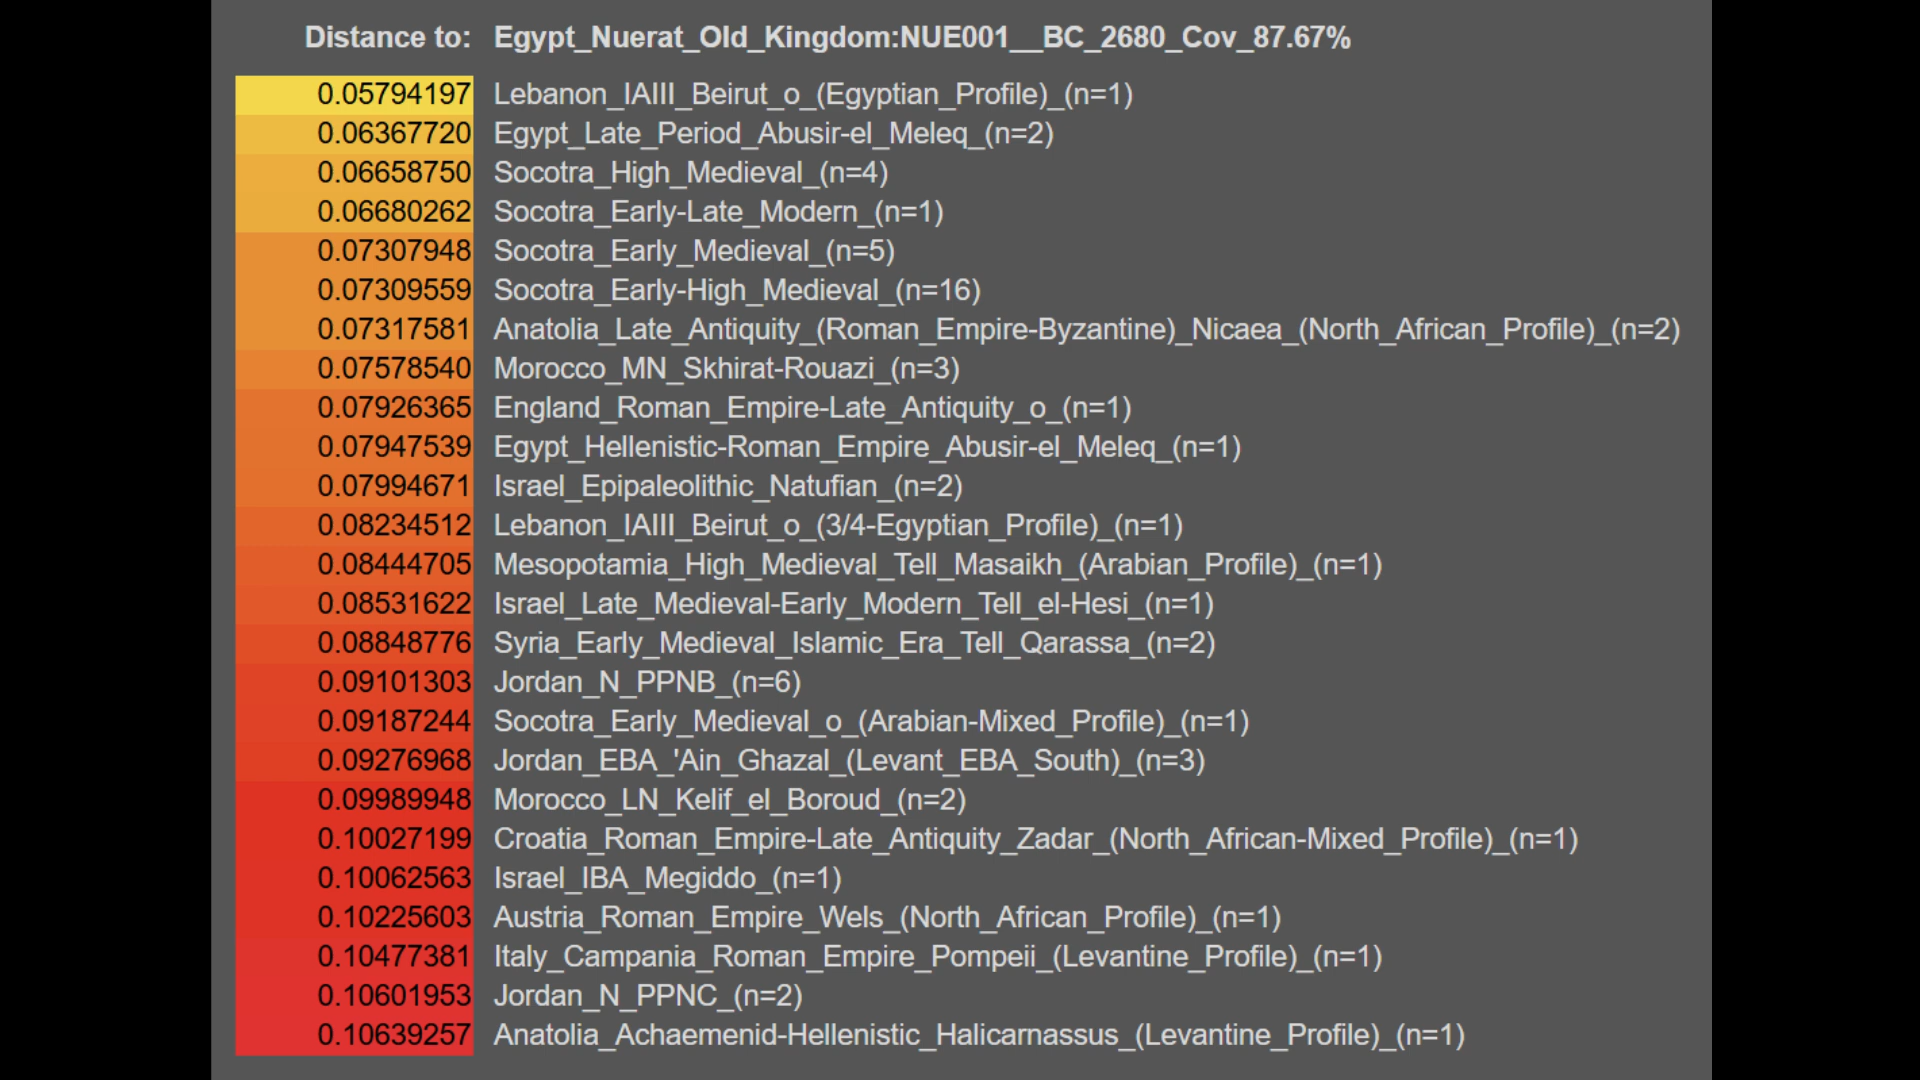 Distance to: Egypt_Nuerat_Old_Kingdom:NUE001__BC_2680_Cov_87.67%
0.05794197 Lebanon_IAIII_Beirut_o_(Egyptian_Profile)_(n=1)
0.06367720 Egypt_Late_Period_Abusir-el_Meleq_(n=2)
0.06658750 Socotra_High_Medieval_(n=4)
0.06680262 Socotra_Early-Late_Modern_(n=1)
0.07307948 Socotra_Early_Medieval_(n=5)
0.07309559 Socotra_Early-High_Medieval_(n=16)
0.07317581 Anatolia_Late_Antiquity_(Roman_Empire-Byzantine)_Nicaea_(North_African_Profile)_(n=2)
0.07578540 Morocco_MN_Skhirat-Rouazi_(n=3)
0.07926365 England_Roman_Empire-Late_Antiquity_o_(n=1)
0.07947539 Egypt_Hellenistic-Roman_Empire_Abusir-el_Meleq_(n=1)
0.07994671 Israel_Epipaleolithic_Natufian_(n=2)
0.08234512 Lebanon_IAIII_Beirut_o_(3/4-Egyptian_Profile)_(n=1)
0.08444705 Mesopotamia_High_Medieval_Tell_Masaikh_(Arabian_Profile)_(n=1)
0.08531622 Israel_Late_Medieval-Early_Modern_Tell_el-Hesi_(n=1)
0.08848776 Syria_Early_Medieval_Islamic_Era_Tell_Qarassa_(n=2)
0.09101303 Jordan_N_PPNB_(n=6)
0.09187244 Socotra_Early_Medieval_o_(Arabian-Mixed_Profile)_(n=1)
0.09276968 Jordan_EBA_'Ain_Ghazal_(Levant_EBA_South)_(n=3)
0.09989948 Morocco_LN_Kelif_el_Boroud_(n=2)
0.10027199 Croatia_Roman_Empire-Late_Antiquity_Zadar_(North_African-Mixed_Profile)_(n=1)
0.10062563 Israel_IBA_Megiddo_(n=1)
0.10225603 Austria_Roman_Empire_Wels_(North_African_Profile)_(n=1)
0.10477381 Italy_Campania_Roman_Empire_Pompeii_(Levantine_Profile)_(n=1)
0.10601953 Jordan_N_PPNC_(n=2)
0.10639257 Anatolia_Achaemenid-Hellenistic_Halicarnassus_(Levantine_Profile)_(n=1)